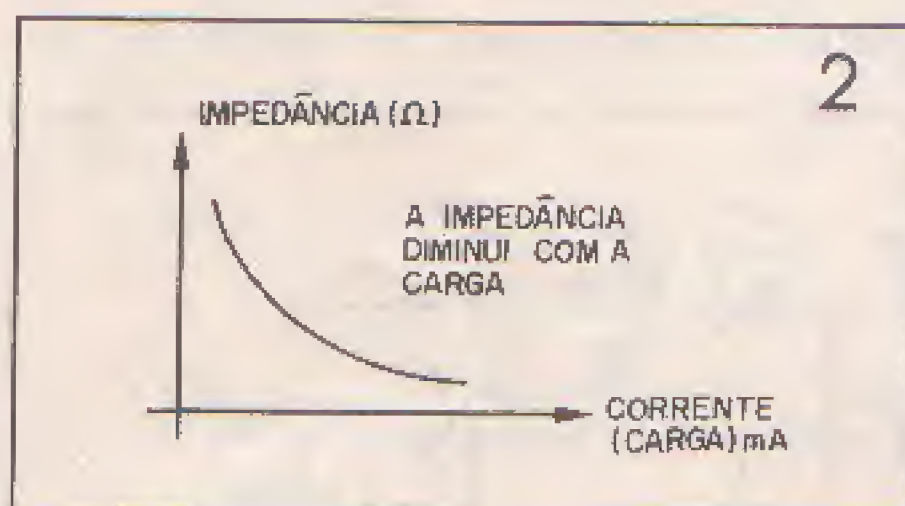 2
IMPEDÂNCIA (Ω)
A IMPEDÂNCIA
DIMINUI COM A
CARGA
CORRENTE
(CARGA) mA